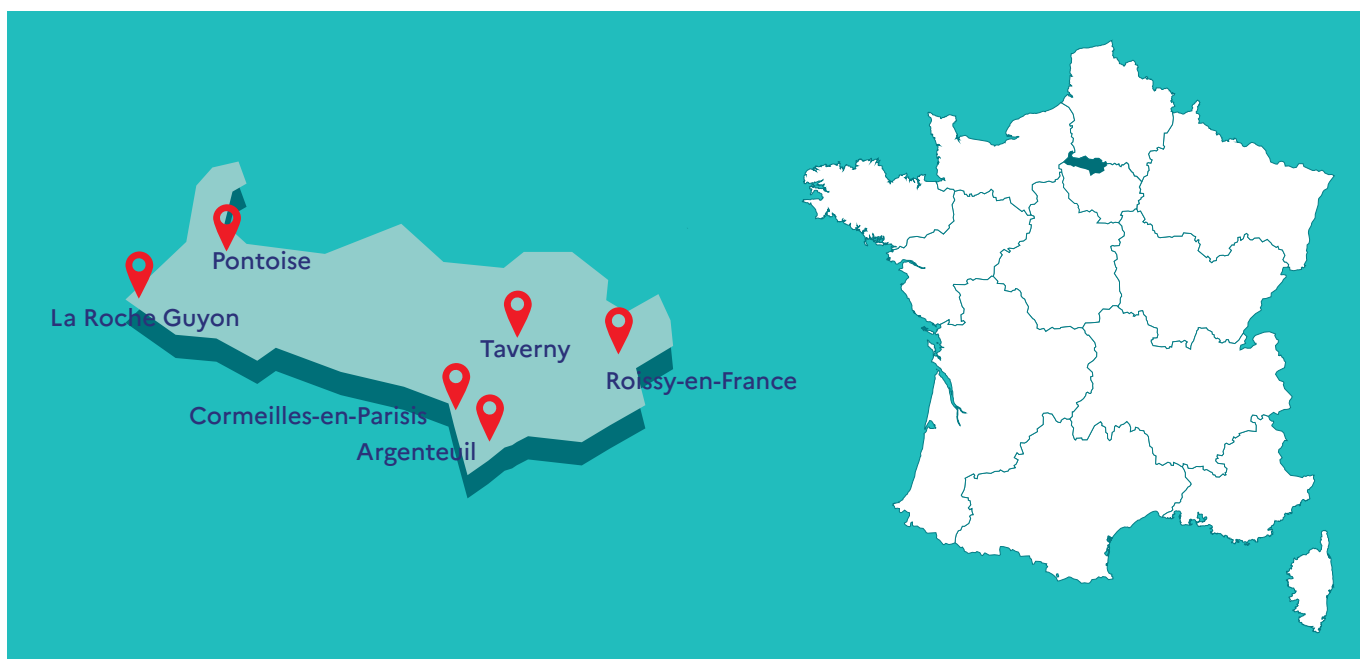 Pontoise
La Roche Guyon
Taverny
Roissy-en-France
Cormeilles-en-Parisis
Argenteuil